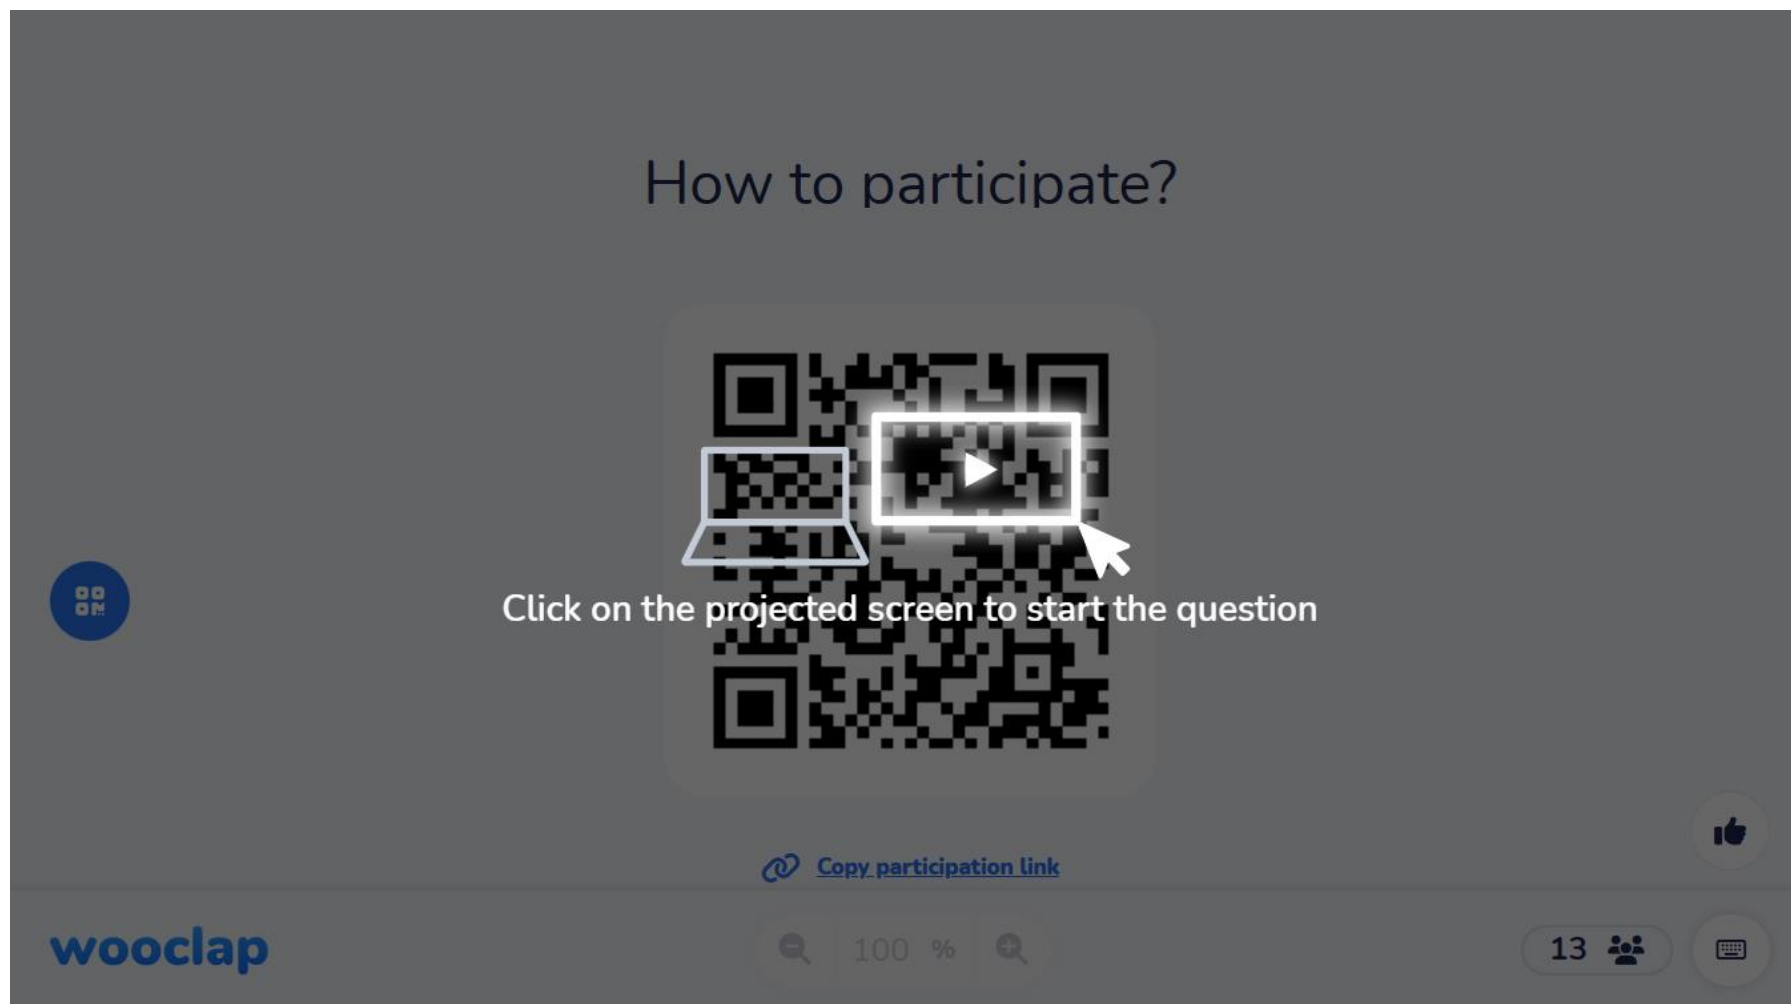 How to participate?
Click on the projected screen to start the question
Copy participation link
wooclap
100 %
13